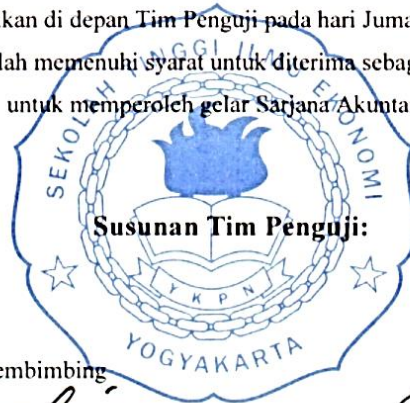 kan di depan Tim Penguji pada hari Juma
lah memenuhi syarat untuk diterima sebag
untuk memperoleh gelar Sarjana Akunta
SEKOLAH TINGGI ILMU EKONOMI
Susunan Tim Penguji:
YKPN
YOGYAKARTA
embimbing